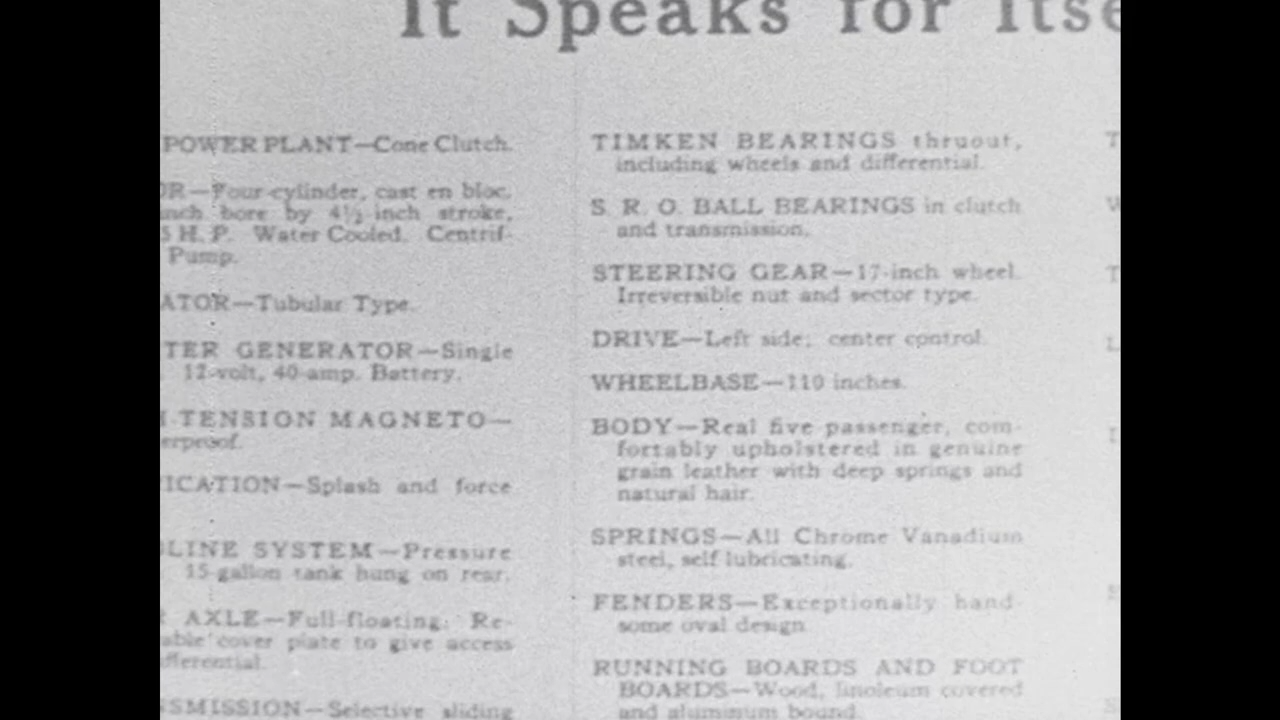 It Speaks for Itse
POWER PLANT—Cone Clutch.
OR—Four-cylinder, cast en bloc,
inch bore by 4½-inch stroke,
5 H. P. Water Cooled. Centrif-
Pump.
ATOR—Tubular Type.
TER GENERATOR—Single
12-volt, 40-amp. Battery.
TENSION MAGNETO—
erproof.
ICATION—Splash and force
LINE SYSTEM—Pressure
15-gallon tank hung on rear.
AXLE—Full-floating. Re-
able cover plate to give access
fferential.
SMISSION—Selective sliding
TIMKEN BEARINGS thruout,
including wheels and differential.
S. R. O. BALL BEARINGS in clutch
and transmission.
STEERING GEAR—17-inch wheel.
Irreversible nut and sector type.
DRIVE—Left side; center control.
WHEELBASE—110 inches.
BODY—Real five passenger, com-
fortably upholstered in genuine
grain leather with deep springs and
natural hair.
SPRINGS—All Chrome Vanadium
steel, self-lubricating.
FENDERS—Exceptionally hand-
some oval design
RUNNING BOARDS AND FOOT
BOARDS—Wood, linoleum covered
and aluminum bound.